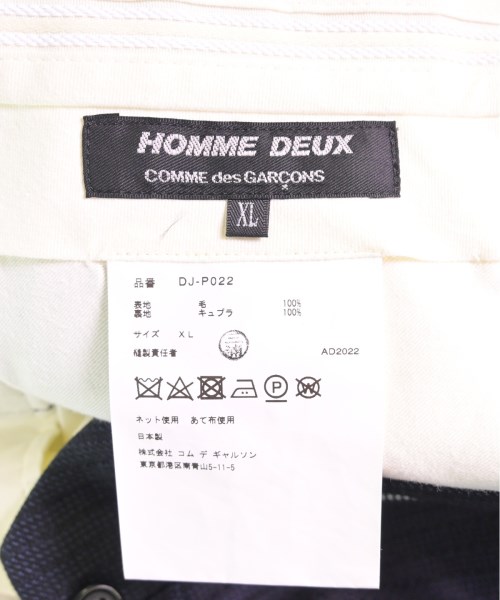 HOMME DEUX
COMME des GARÇONS
XL
品番 DJ-P022
表地 毛 100%
裏地 キュプラ 100%
サイズ XL
縫製責任者 AD2022
P
W
ネット使用 あて布使用
日本製
株式会社 コム デ ギャルソン
東京都港区南青山5-11-5